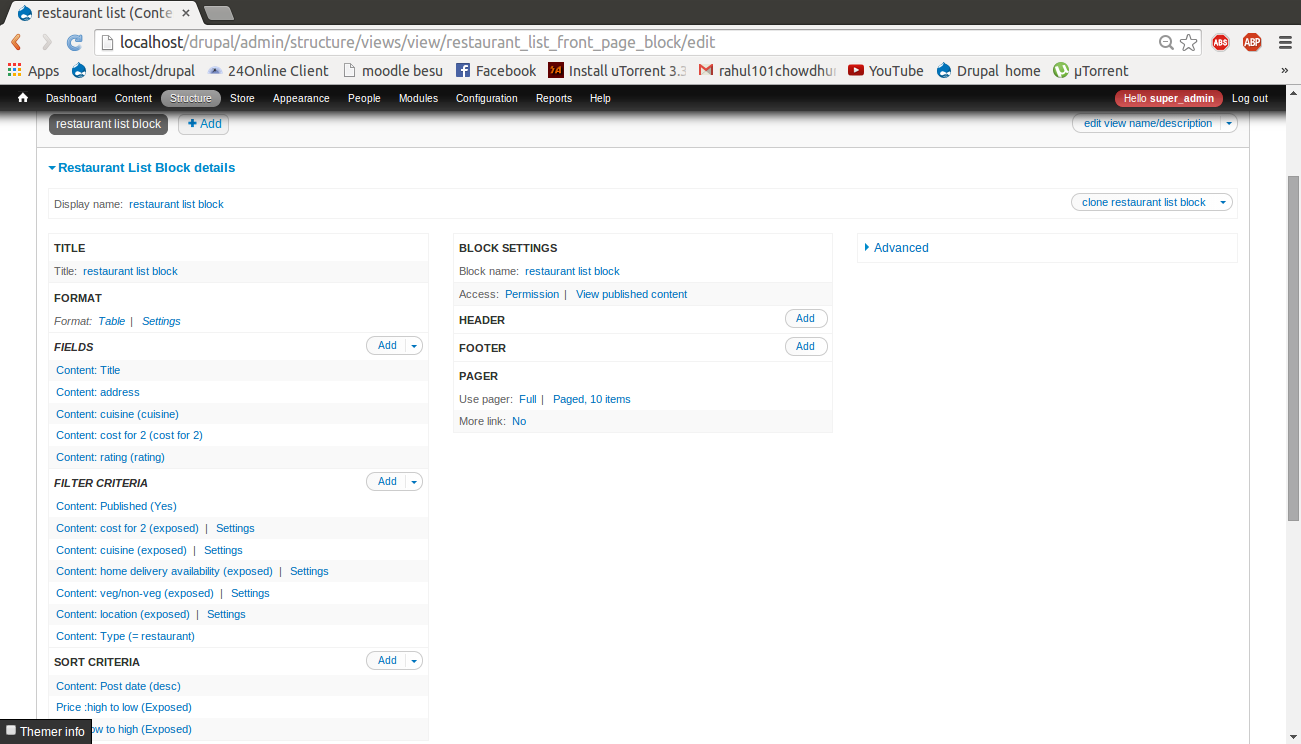 restaurant list (Conte
localhost/drupal/admin/structure/views/view/restaurant_list_front_page_block/edit
ABS ABP
Apps localhost/drupal 24Online Client moodle besu Facebook Install uTorrent 3.3 rahul101chowdhu YouTube Drupal home µTorrent »
Dashboard Content Structure Store Appearance People Modules Configuration Reports Help Hello super_admin Log out
restaurant list block + Add edit view name/description
Restaurant List Block details
Display name: restaurant list block clone restaurant list block
TITLE
Title: restaurant list block
FORMAT
Format: Table | Settings
FIELDS Add
Content: Title
Content: address
Content: cuisine (cuisine)
Content: cost for 2 (cost for 2)
Content: rating (rating)
FILTER CRITERIA Add
Content: Published (Yes)
Content: cost for 2 (exposed) | Settings
Content: cuisine (exposed) | Settings
Content: home delivery availability (exposed) | Settings
Content: veg/non-veg (exposed) | Settings
Content: location (exposed) | Settings
Content: Type (= restaurant)
SORT CRITERIA Add
Content: Post date (desc)
Price :high to low (Exposed)
ow to high (Exposed)
BLOCK SETTINGS
Block name: restaurant list block
Access: Permission | View published content
HEADER Add
FOOTER Add
PAGER
Use pager: Full | Paged, 10 items
More link: No
Advanced
Themer info